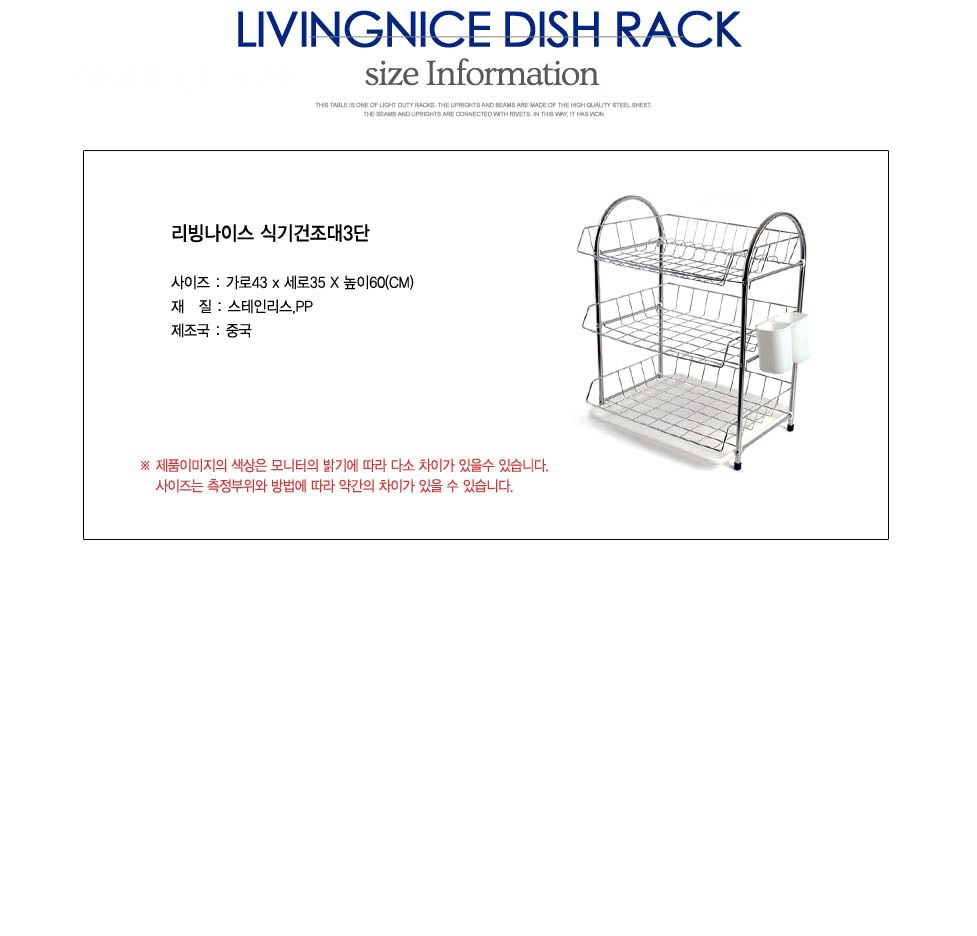 LIVINGNICE DISH RACK
size Information
THIS TABLE IS ONE OF LIGHT DUTY RACKS. THE UPRIGHTS AND BEAMS ARE MADE OF THE HIGH QUALITY STEEL SHEET.
THE BEAMS AND UPRIGHTS ARE CONNECTED WITH RIVETS. IN THIS WAY, IT HAS WON
리빙나이스 식기건조대3단
사이즈 : 가로43 x 세로35 X 높이60(CM)
재 질 : 스테인리스,PP
제조국 : 중국
※ 제품이미지의 색상은 모니터의 밝기에 따라 다소 차이가 있을수 있습니다.
사이즈는 측정부위와 방법에 따라 약간의 차이가 있을 수 있습니다.